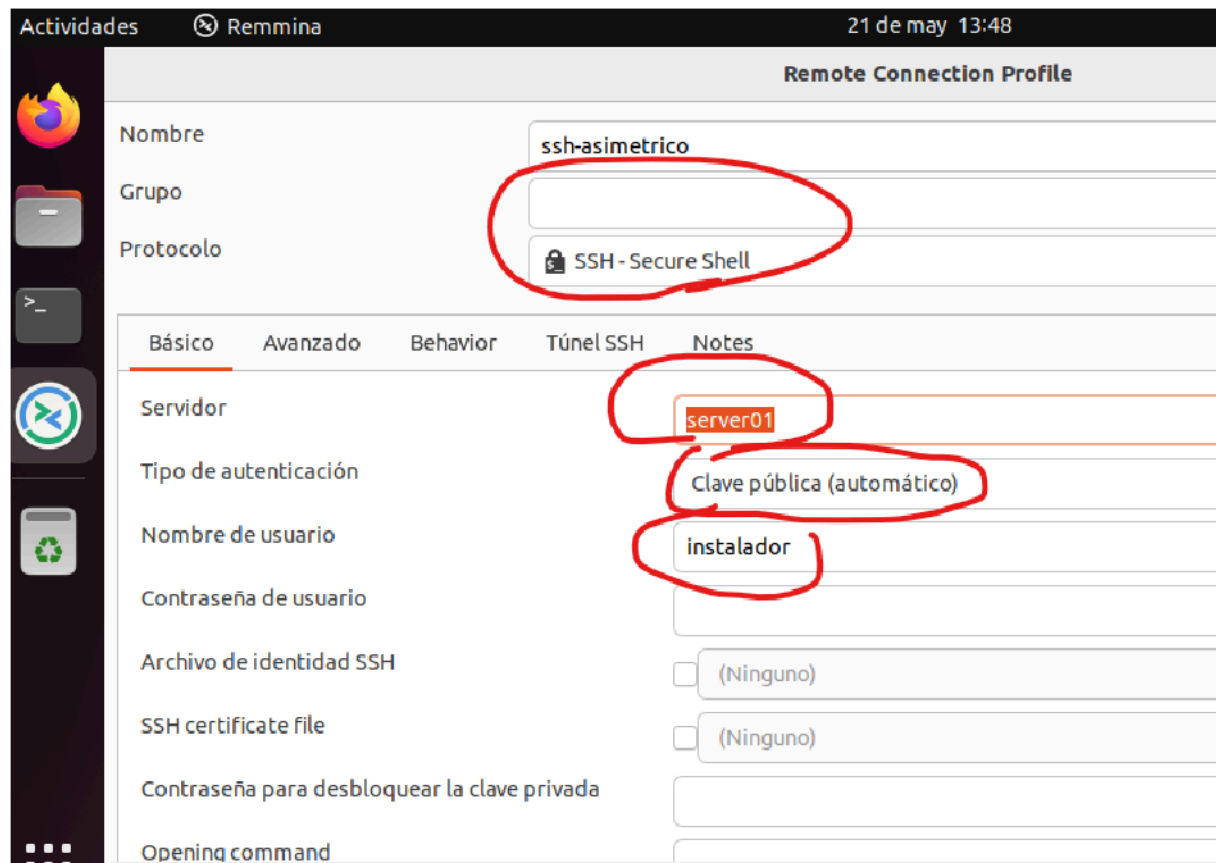 Actividades Remmina 21 de may 13:48
Remote Connection Profile
Nombre ssh-asimetrico
Grupo
Protocolo SSH - Secure Shell
Básico Avanzado Behavior Túnel SSH Notes
Servidor server01
Tipo de autenticación Clave pública (automático)
Nombre de usuario instalador
Contraseña de usuario
Archivo de identidad SSH (Ninguno)
SSH certificate file (Ninguno)
Contraseña para desbloquear la clave privada
Opening command